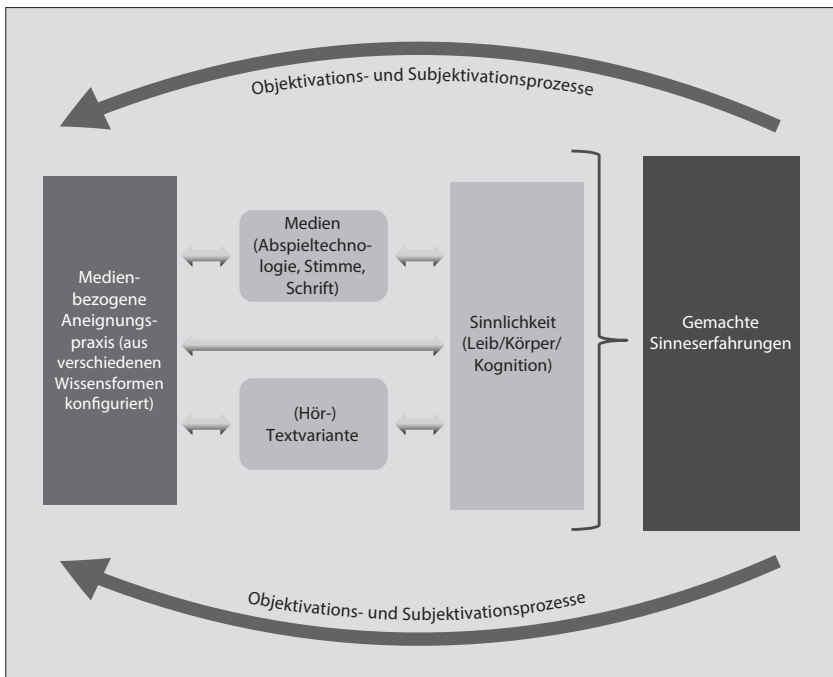 Objektivations- und Subjektivationsprozesse
Medien-
bezogene
Aneignungs-
praxis (aus
verschiedenen
Wissensformen
konfiguriert)
Medien
(Abspieltechno-
logie, Stimme,
Schrift)
(Hör-)
Textvariante
Sinnlichkeit
(Leib/Körper/
Kognition)
Gemachte
Sinneserfahrungen
Objektivations- und Subjektivationsprozesse